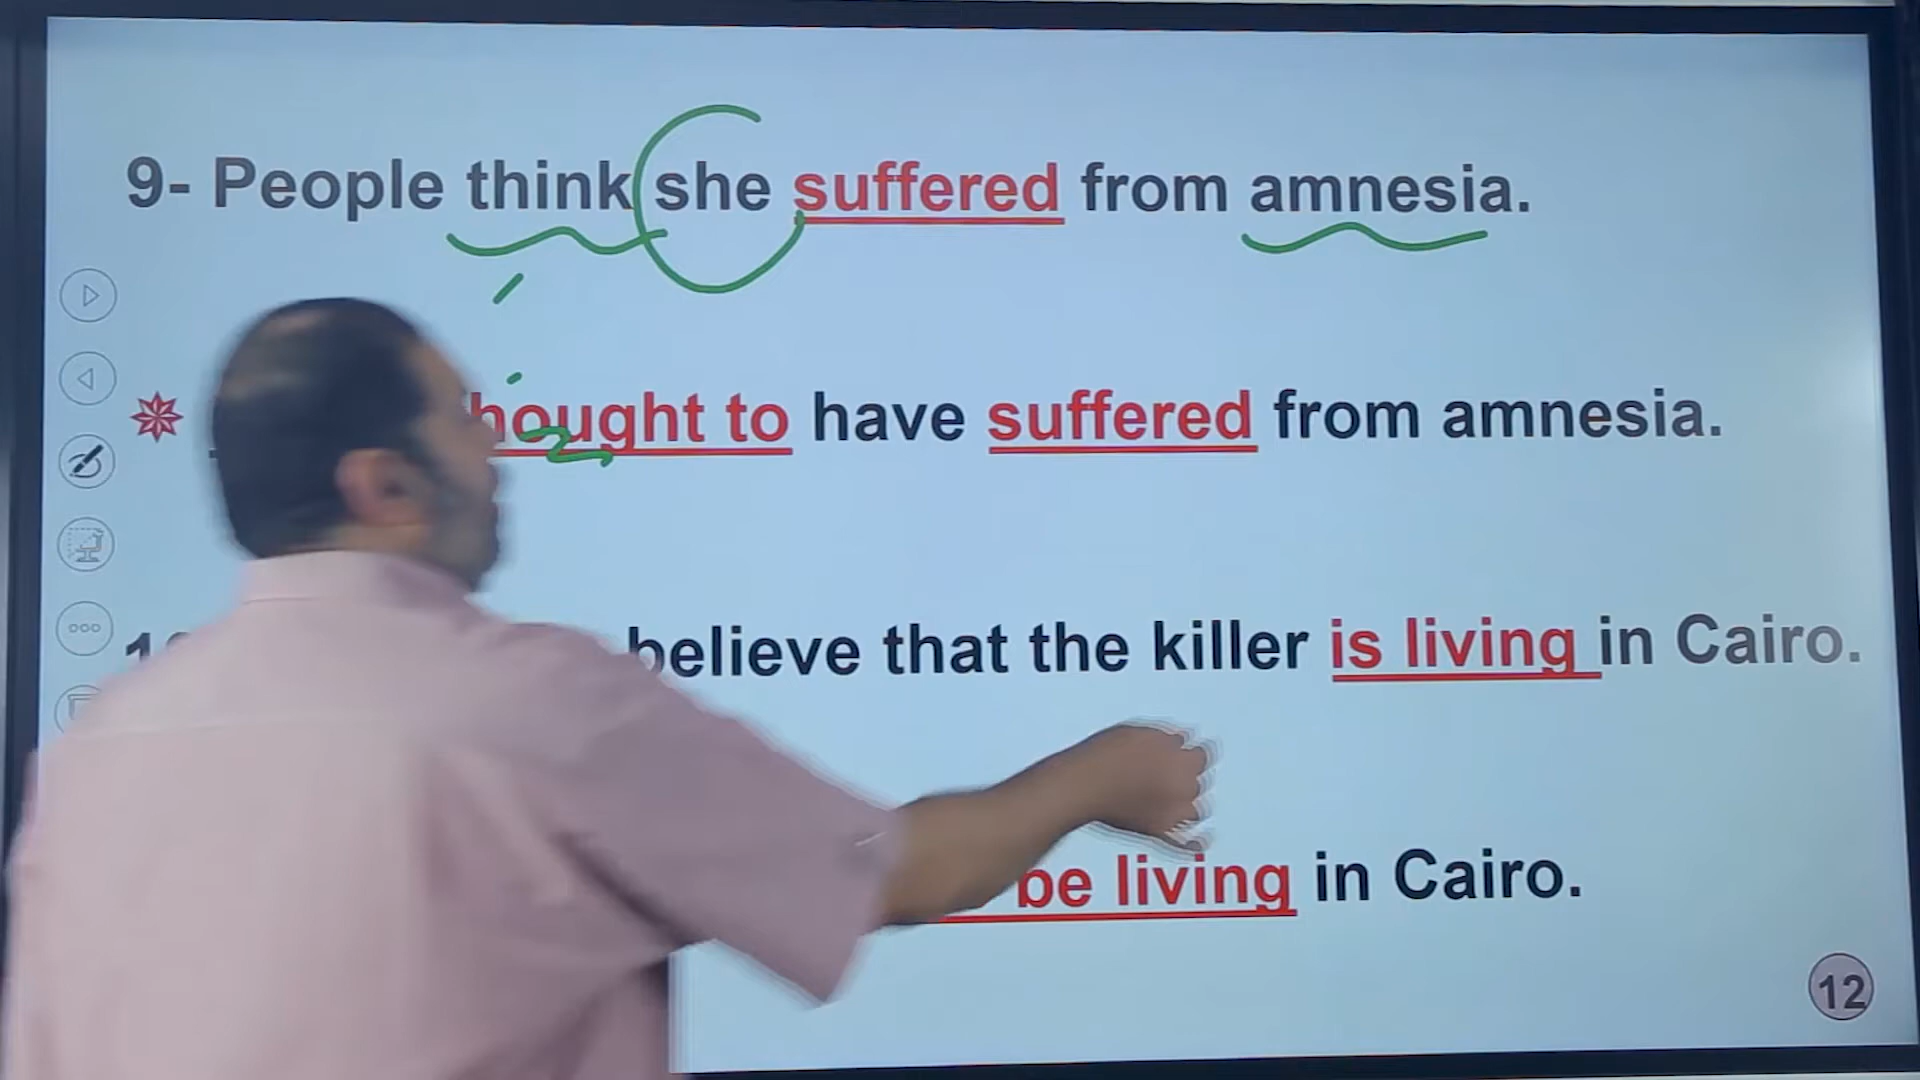 9- People think she suffered from amnesia.
hought to have suffered from amnesia.
believe that the killer is living in Cairo.
be living in Cairo.
12